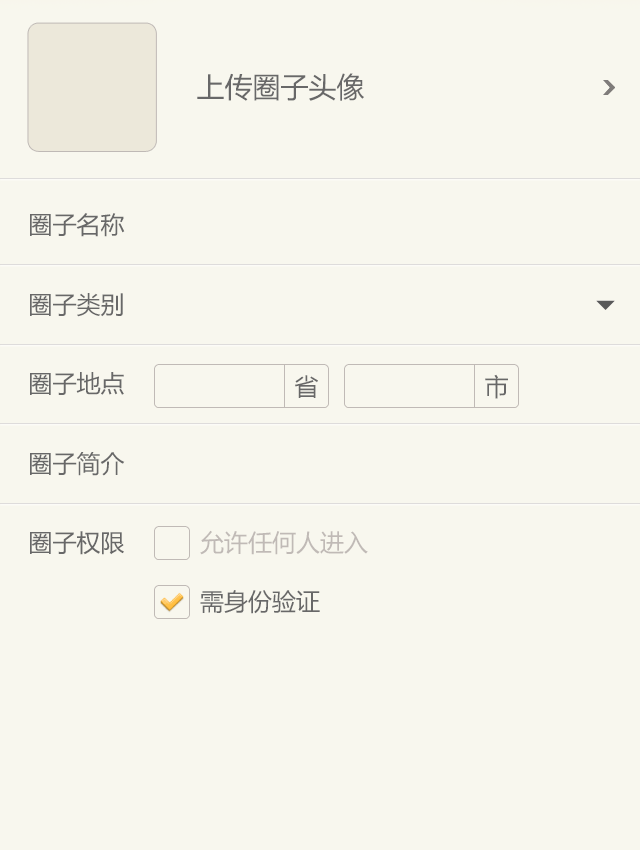 上传圈子头像
圈子名称
圈子类别
圈子地点 省 市
圈子简介
圈子权限 允许任何人进入
需身份验证